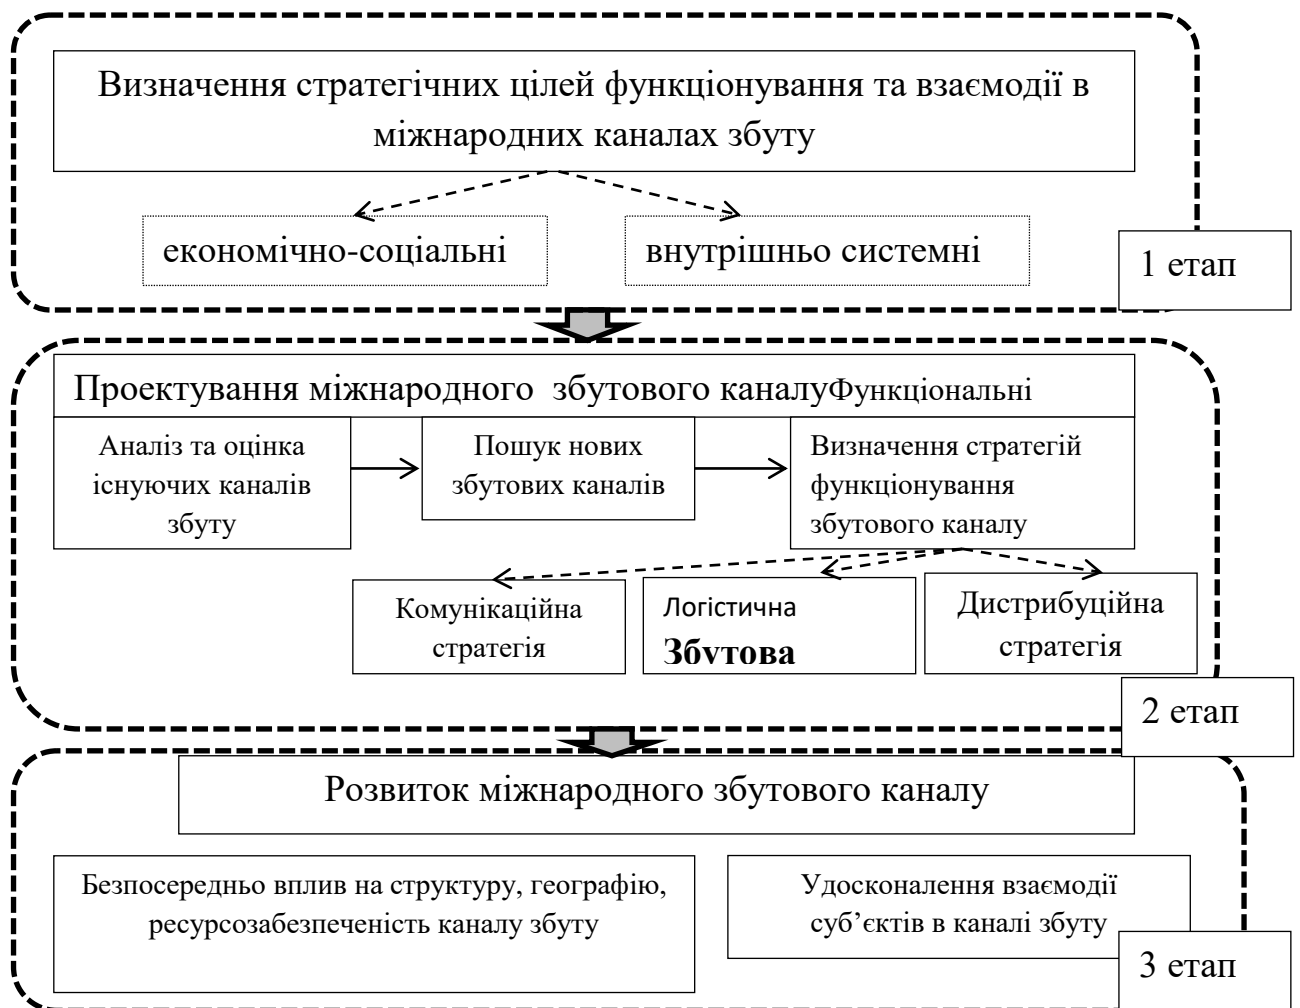 Визначення стратегічних цілей функціонування та взаємодії в
міжнародних каналах збуту
економічно-соціальні
внутрішньо системні
1 етап
Проектування міжнародного збутового каналуФункціональні
Аналіз та оцінка
існуючих каналів
збуту
Пошук нових
збутових каналів
Визначення стратегій
функціонування
збутового каналу
Комунікаційна
стратегія
Логістична
Збутова
Дистрибуційна
стратегія
2 етап
Розвиток міжнародного збутового каналу
Безпосередньо вплив на структуру, географію,
ресурсозабезпеченість каналу збуту
Удосконалення взаємодії
суб’єктів в каналі збуту
3 етап